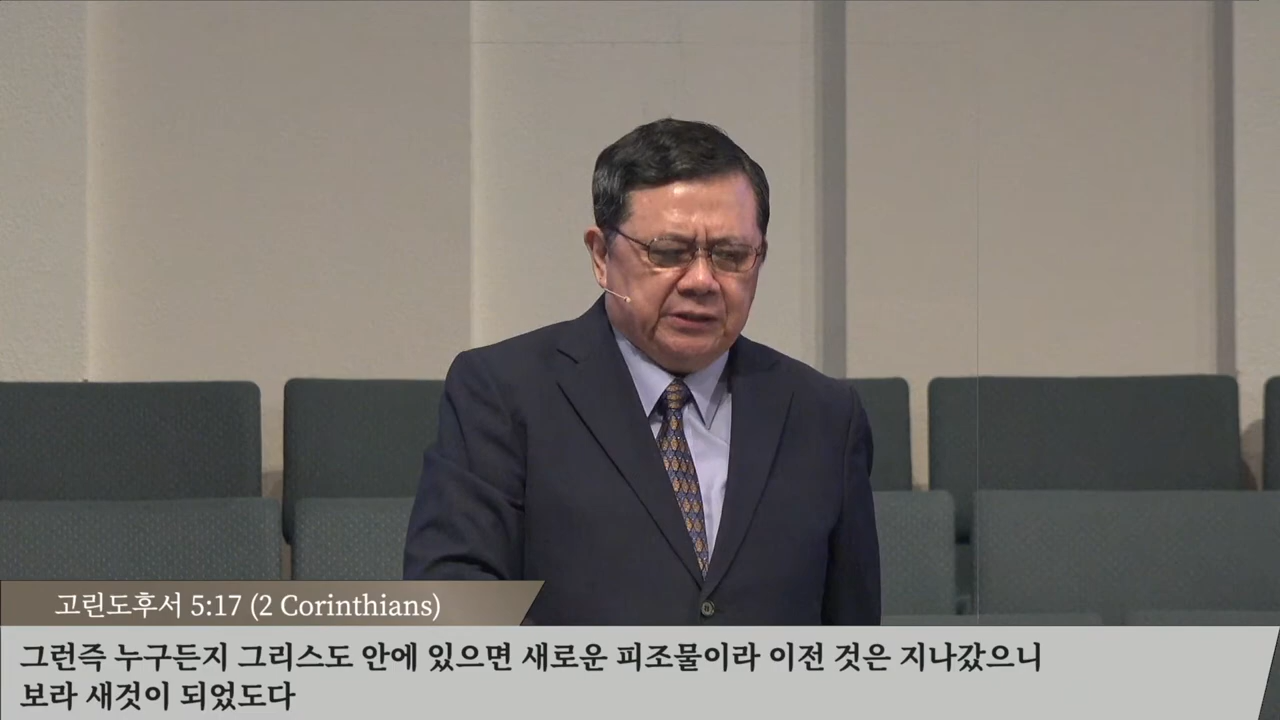 고린도후서 5:17 (2 Corinthians)
그런즉 누구든지 그리스도 안에 있으면 새로운 피조물이라 이전 것은 지나갔으니
보라 새것이 되었도다